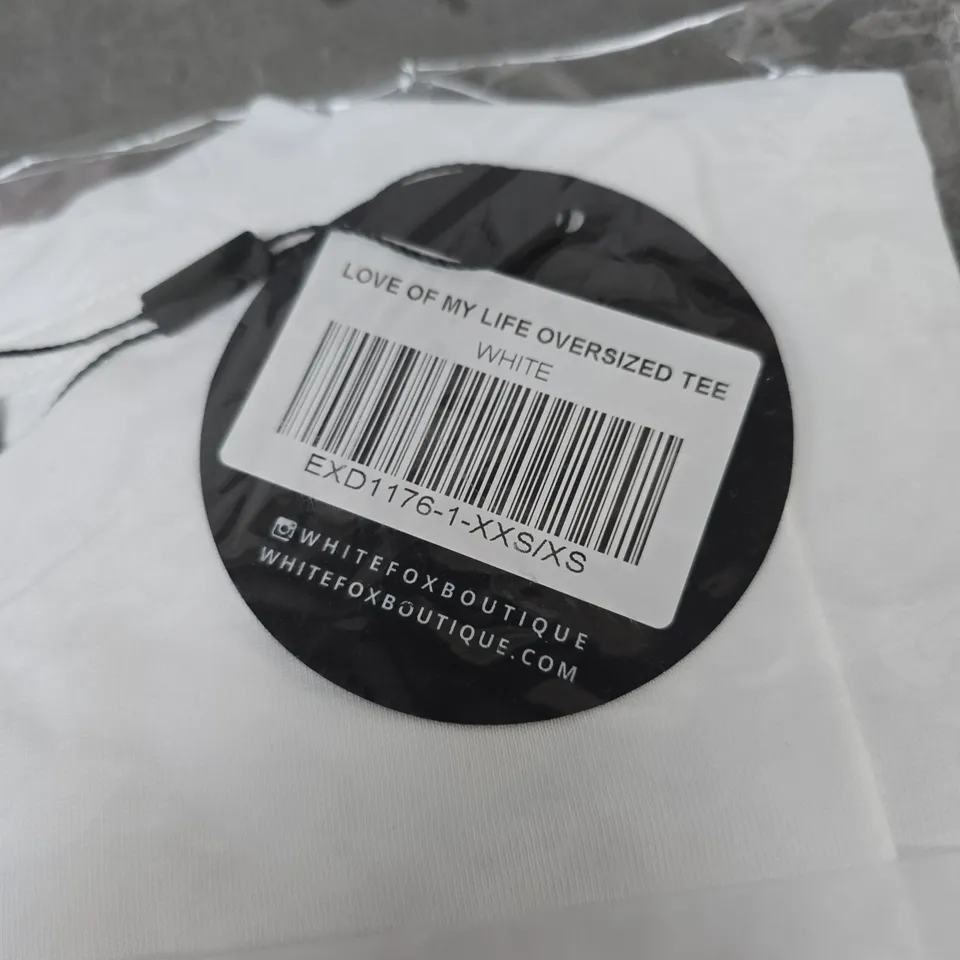 LOVE OF MY LIFE OVERSIZED TEE
WHITE
EXD1176-1-XXS/XS
WHITEFOXBOUTIQUE
WHITEFOXBOUTIQUE.COM